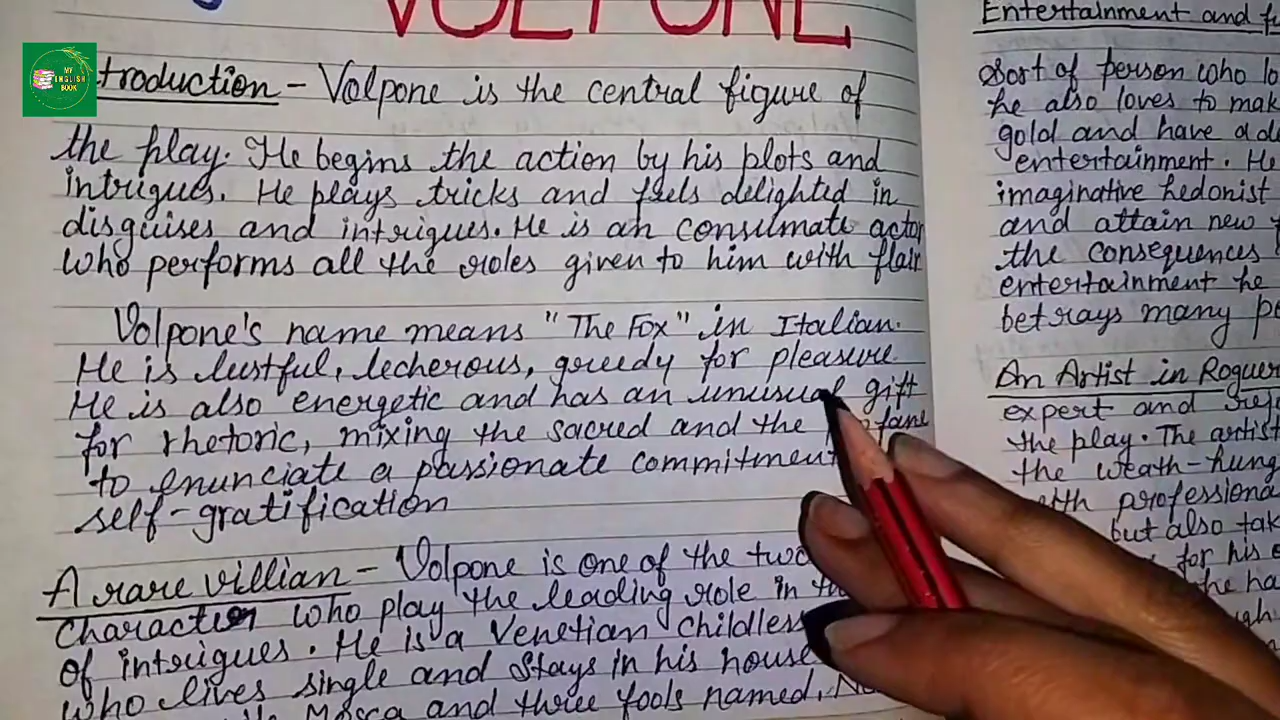 VOLPONE
MY
ENGLISH
BOOK
troduction - Volpone is the central figure of
the play. He begins the action by his plots and
intrigues. He plays tricks and feels delighted in
disguises and intrigues. He is an consumate actor
who performs all the roles given to him with flair
Volpone's name means "The Fox" in Italian.
He is lustful, lecherous, greedy for pleasure.
He is also energetic and has an unusual gift
for rhetoric, mixing the sacred and the
to enunciate a passionate commitment
self-gratification
A rare villian - Volpone is one of the two
character who play the leading role in
of intrigues. He is a Venetian childless
who lives single and stays in his house
Mosca and three fools named,
Entertainment and
Sort of person who
he also loves to
gold and have a
entertainment. He
imaginative hedonist
and attain new
the consequences
entertainment he
betrays many
An Artist in
expert and
the play. The artist
the weath-hung
professiona
but also tak
for his
he ha